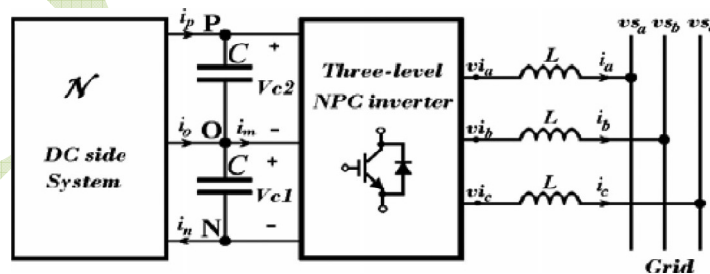 vs_a vs_b vs
i_p P
C +
𝒩
Vc2
Three-level
NPC inverter
vi_a L i_a
i_o O i_m -
DC side
System
C +
Vc1
vi_b L i_b
i_n N -
vi_c L i_c
Grid